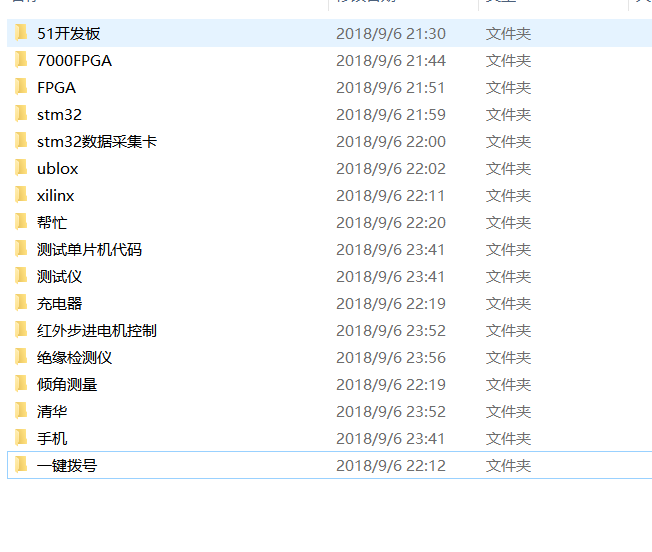 51开发板 2018/9/6 21:30 文件夹
7000FPGA 2018/9/6 21:44 文件夹
FPGA 2018/9/6 21:51 文件夹
stm32 2018/9/6 21:59 文件夹
stm32数据采集卡 2018/9/6 22:00 文件夹
ublox 2018/9/6 22:02 文件夹
xilinx 2018/9/6 22:11 文件夹
帮忙 2018/9/6 22:20 文件夹
测试单片机代码 2018/9/6 23:41 文件夹
测试仪 2018/9/6 23:41 文件夹
充电器 2018/9/6 22:19 文件夹
红外步进电机控制 2018/9/6 23:52 文件夹
绝缘检测仪 2018/9/6 23:56 文件夹
倾角测量 2018/9/6 22:19 文件夹
清华 2018/9/6 23:52 文件夹
手机 2018/9/6 23:41 文件夹
一键拨号 2018/9/6 22:12 文件夹